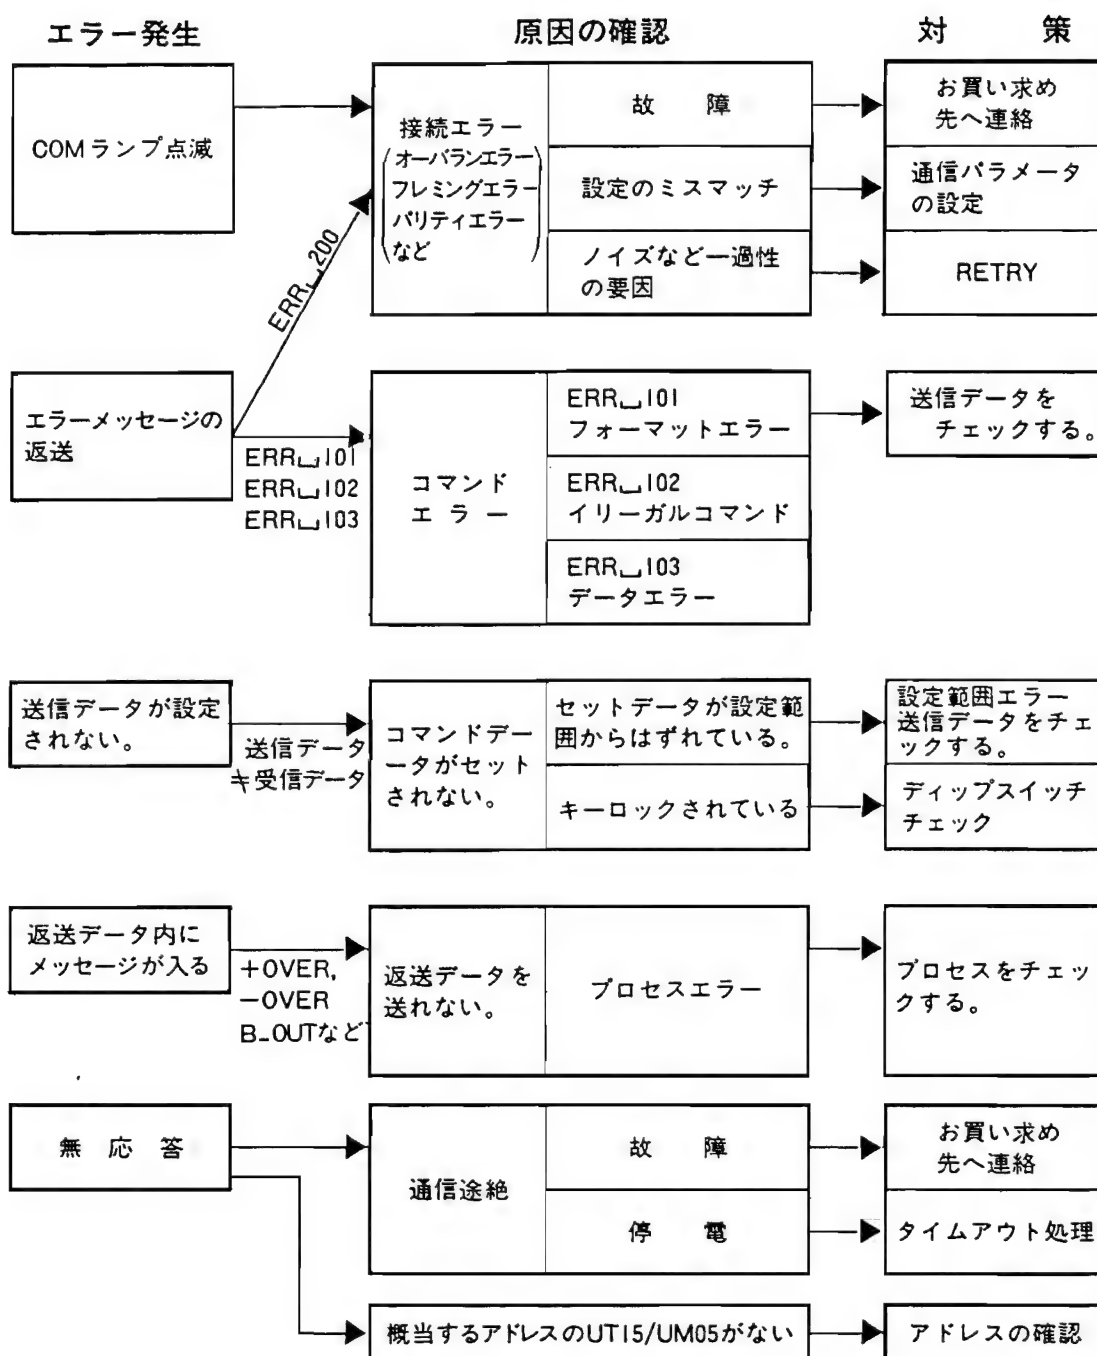 エラー発生
原因の確認
対 策
COMランプ点滅
接続エラー
オーバランエラー
フレミングエラー
パリティエラー
など
故 障
お買い求め
先へ連絡
設定のミスマッチ
通信パラメータ
の設定
ノイズなど一過性
の要因
RETRY
ERR␣200
エラーメッセージの
返送
ERR␣101
ERR␣102
ERR␣103
コマンド
エラー
ERR␣101
フォーマットエラー
送信データを
チェックする。
ERR␣102
イリーガルコマンド
ERR␣103
データエラー
送信データが設定
されない。
送信データ
キ受信データ
コマンドデー
ータがセット
されない。
セットデータが設定範
囲からはずれている。
設定範囲エラー
送信データをチェ
ックする。
キーロックされている
ディップスイッチ
チェック
返送データ内に
メッセージが入る
+OVER,
-OVER
B_OUTなど
返送データを
送れない。
プロセスエラー
プロセスをチェッ
クする。
無 応 答
通信途絶
故 障
お買い求め
先へ連絡
停 電
タイムアウト処理
概当するアドレスのUT15/UM05がない
アドレスの確認